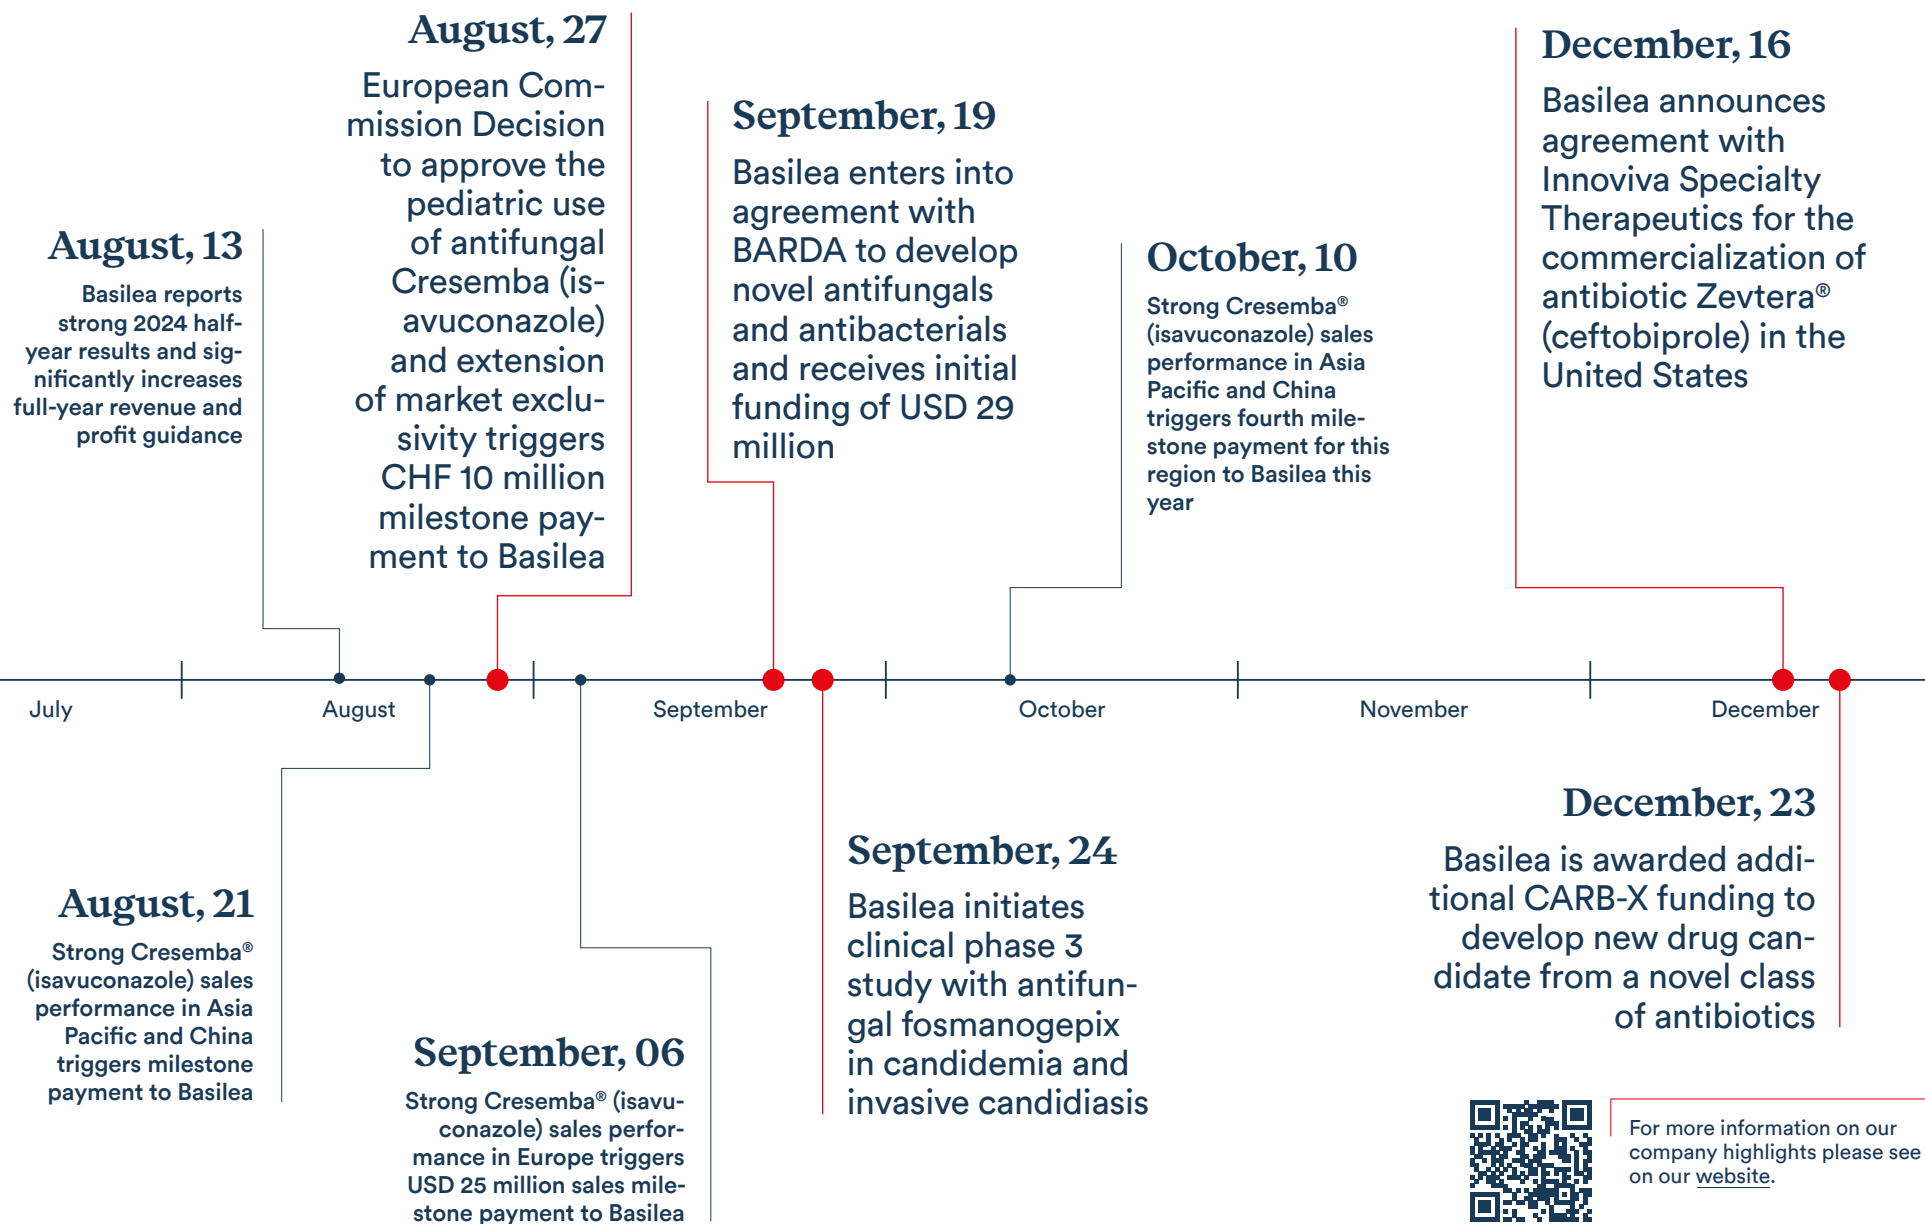 August, 13
Basilea reports
strong 2024 half-
year results and sig-
nificantly increases
full-year revenue and
profit guidance
August, 27
European Com-
mission Decision
to approve the
pediatric use
of antifungal
Cresemba (is-
avuconazole)
and extension
of market exclu-
sivity triggers
CHF 10 million
milestone pay-
ment to Basilea
September, 19
Basilea enters into
agreement with
BARDA to develop
novel antifungals
and antibacterials
and receives initial
funding of USD 29
million
October, 10
Strong Cresemba®
(isavuconazole) sales
performance in Asia
Pacific and China
triggers fourth mile-
stone payment for this
region to Basilea this
year
December, 16
Basilea announces
agreement with
Innoviva Specialty
Therapeutics for the
commercialization of
antibiotic Zevtera®
(ceftobiprole) in the
United States
July
August
September
October
November
December
August, 21
Strong Cresemba®
(isavuconazole) sales
performance in Asia
Pacific and China
triggers milestone
payment to Basilea
September, 06
Strong Cresemba® (isavu-
conazole) sales perfor-
mance in Europe triggers
USD 25 million sales mile-
stone payment to Basilea
September, 24
Basilea initiates
clinical phase 3
study with antifun-
gal fosmanogepix
in candidemia and
invasive candidiasis
December, 23
Basilea is awarded addi-
tional CARB-X funding to
develop new drug can-
didate from a novel class
of antibiotics
For more information on our
company highlights please see
on our website.